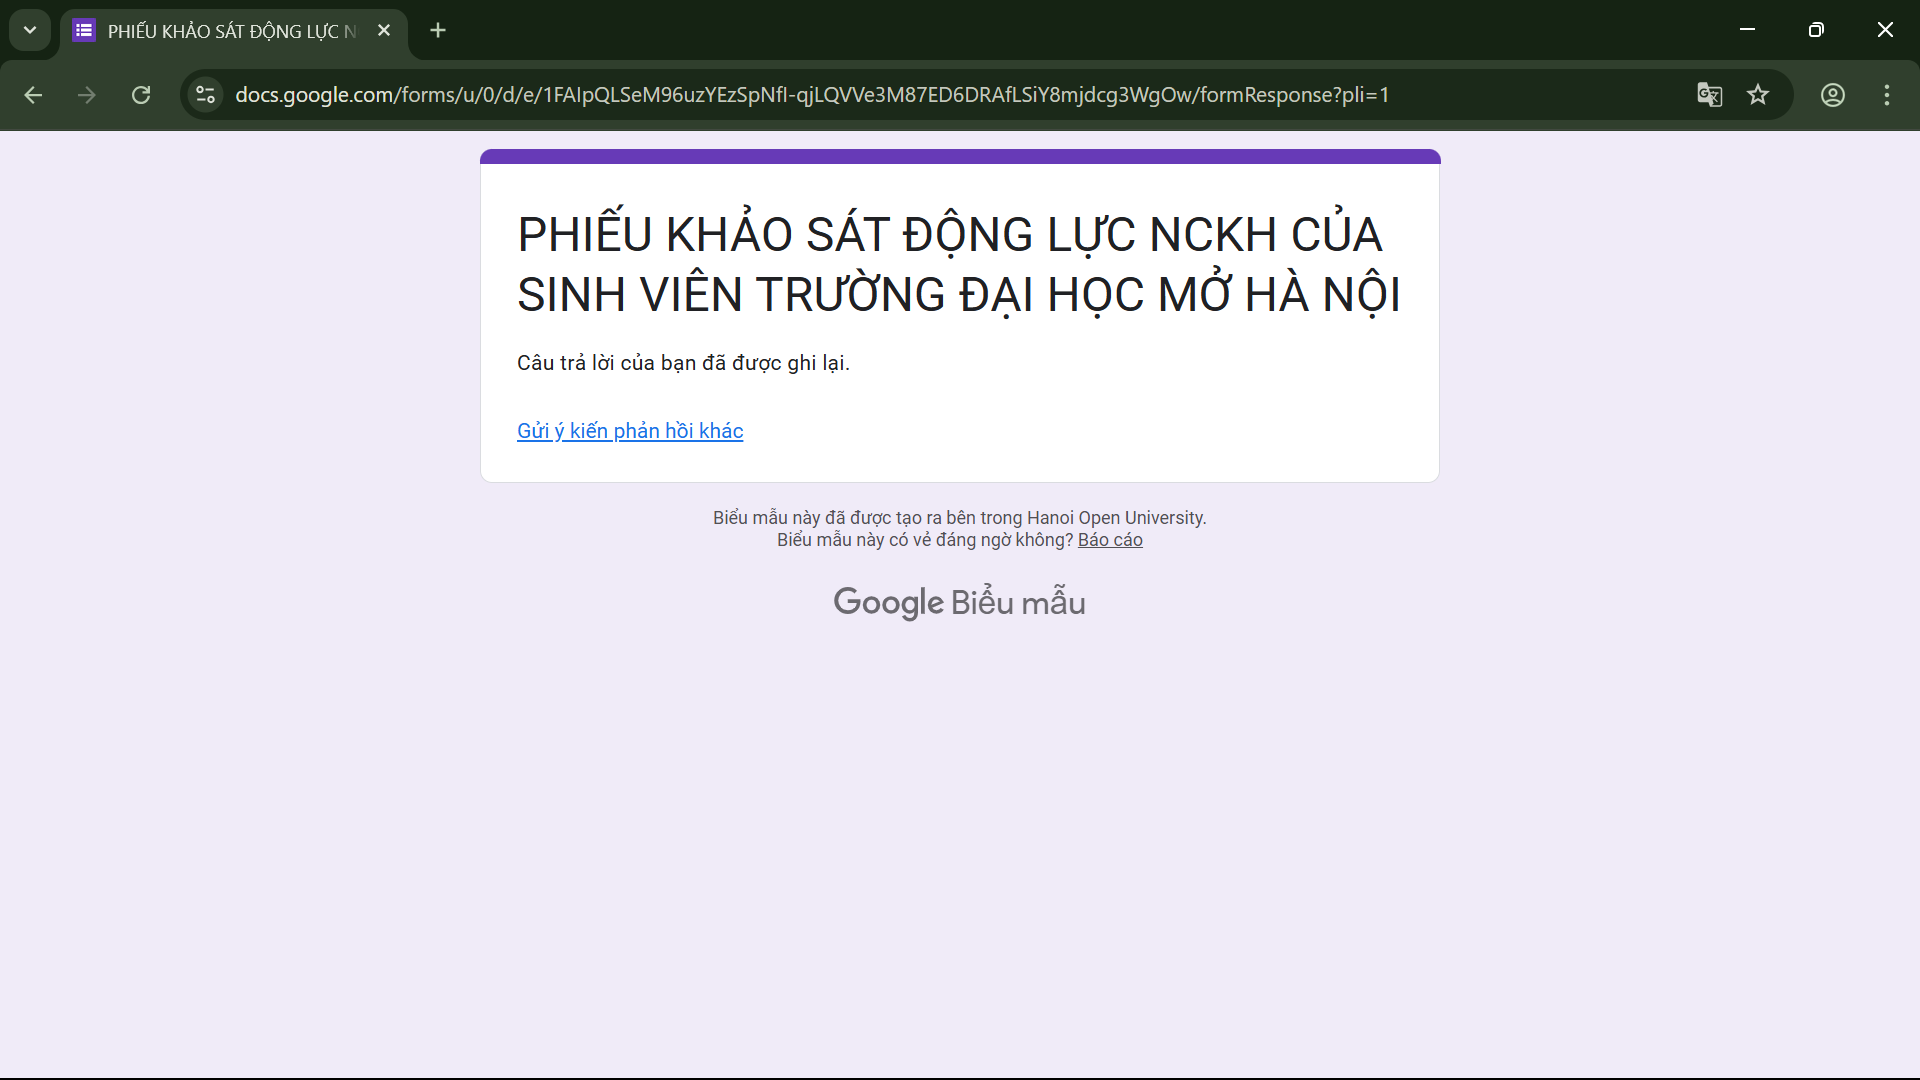 PHIẾU KHẢO SÁT ĐỘNG LỰC N
docs.google.com/forms/u/0/d/e/1FAIpQLSeM96uzYEzSpNfI-qjLQVVe3M87ED6DRAfLSiY8mjdcg3WgOw/formResponse?pli=1
PHIẾU KHẢO SÁT ĐỘNG LỰC NCKH CỦA
SINH VIÊN TRƯỜNG ĐẠI HỌC MỞ HÀ NỘI
Câu trả lời của bạn đã được ghi lại.
Gửi ý kiến phản hồi khác
Biểu mẫu này đã được tạo ra bên trong Hanoi Open University.
Biểu mẫu này có vẻ đáng ngờ không? Báo cáo
Google Biểu mẫu